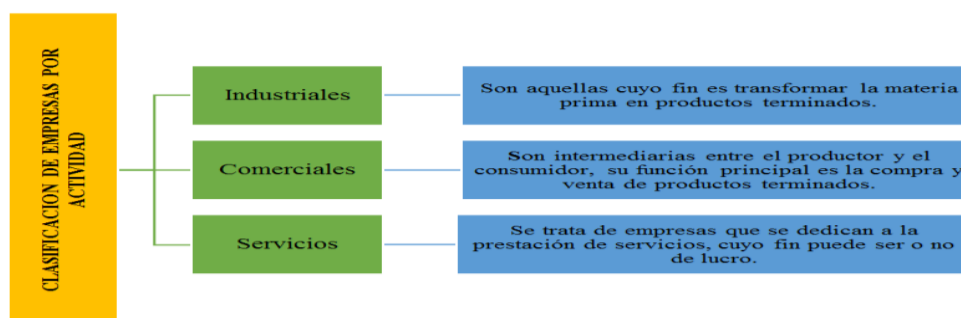 CLASIFICACION DE EMPRESAS POR
ACTIVIDAD
Industriales
Son aquellas cuyo fin es transformar la materia
prima en productos terminados.
Comerciales
Son intermediarias entre el productor y el
consumidor, su función principal es la compra y
venta de productos terminados.
Servicios
Se trata de empresas que se dedican a la
prestación de servicios, cuyo fin puede ser o no
de lucro.